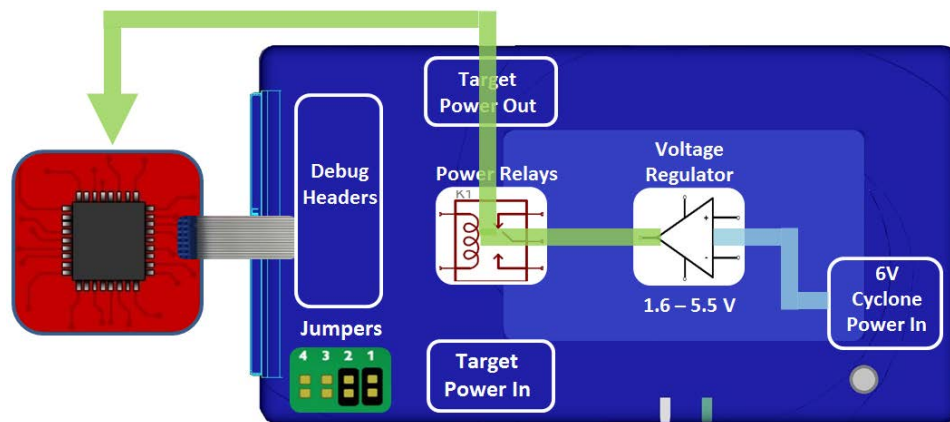 Target
Power Out
Debug
Headers
Power Relays
K1
Voltage
Regulator
+
-
1.6 – 5.5 V
6V
Cyclone
Power In
Jumpers
4 3 2 1
Target
Power In